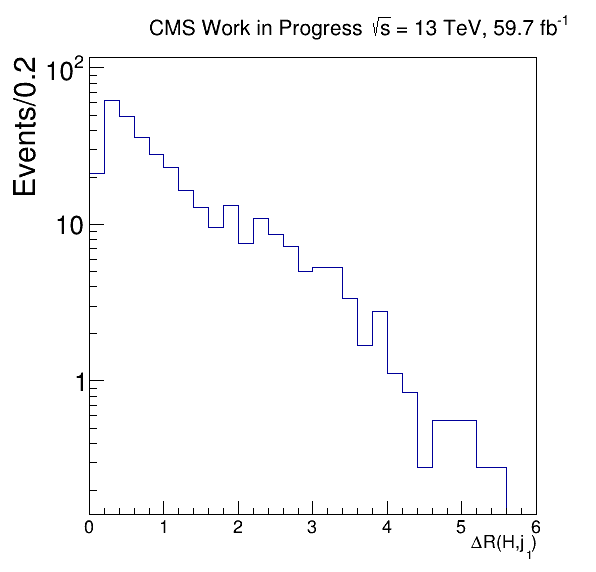 CMS Work in Progress √s = 13 TeV, 59.7 fb⁻¹
Events/0.2
10²
10
1
0 1 2 3 4 5 6
ΔR(H,j₁)